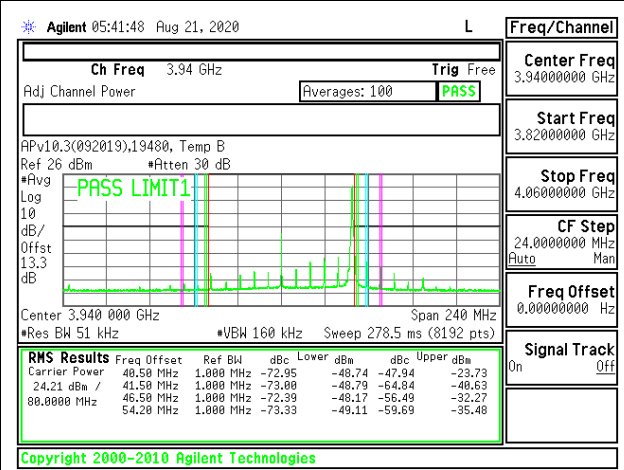 Agilent 05:41:48 Aug 21, 2020 L
Freq/Channel
Ch Freq 3.94 GHz Trig Free
Adj Channel Power Averages: 100 PASS
APv10.3(092019),19480, Temp B
Ref 26 dBm #Atten 30 dB
#Avg
Log
10
dB/
Offst
13.3
dB
PASS LIMIT1
Center 3.940 000 GHz Span 240 MHz
#Res BW 51 kHz #VBW 160 kHz Sweep 278.5 ms (8192 pts)
RMS Results Freq Offset Ref BW dBc Lower dBm dBc Upper dBm
Carrier Power 40.50 MHz 1.000 MHz -72.95 -48.74 -47.94 -23.73
24.21 dBm / 41.50 MHz 1.000 MHz -73.00 -48.79 -64.84 -40.63
80.0000 MHz 46.50 MHz 1.000 MHz -72.39 -48.17 -56.49 -32.27
54.20 MHz 1.000 MHz -73.33 -49.11 -59.69 -35.48
Center Freq
3.94000000 GHz
Start Freq
3.82000000 GHz
Stop Freq
4.06000000 GHz
CF Step
24.0000000 MHz
Auto Man
Freq Offset
0.00000000 Hz
Signal Track
On Off
Copyright 2000-2010 Agilent Technologies